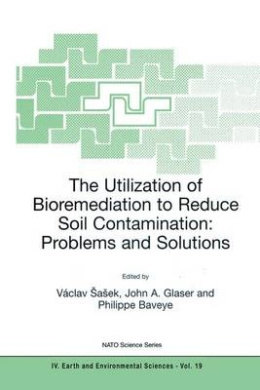 The Utilization of
Bioremediation to Reduce
Soil Contamination:
Problems and Solutions
Edited by
Václav Šašek, John A. Glaser and
Philippe Baveye
NATO Science Series
IV. Earth and Environmental Sciences - Vol. 19